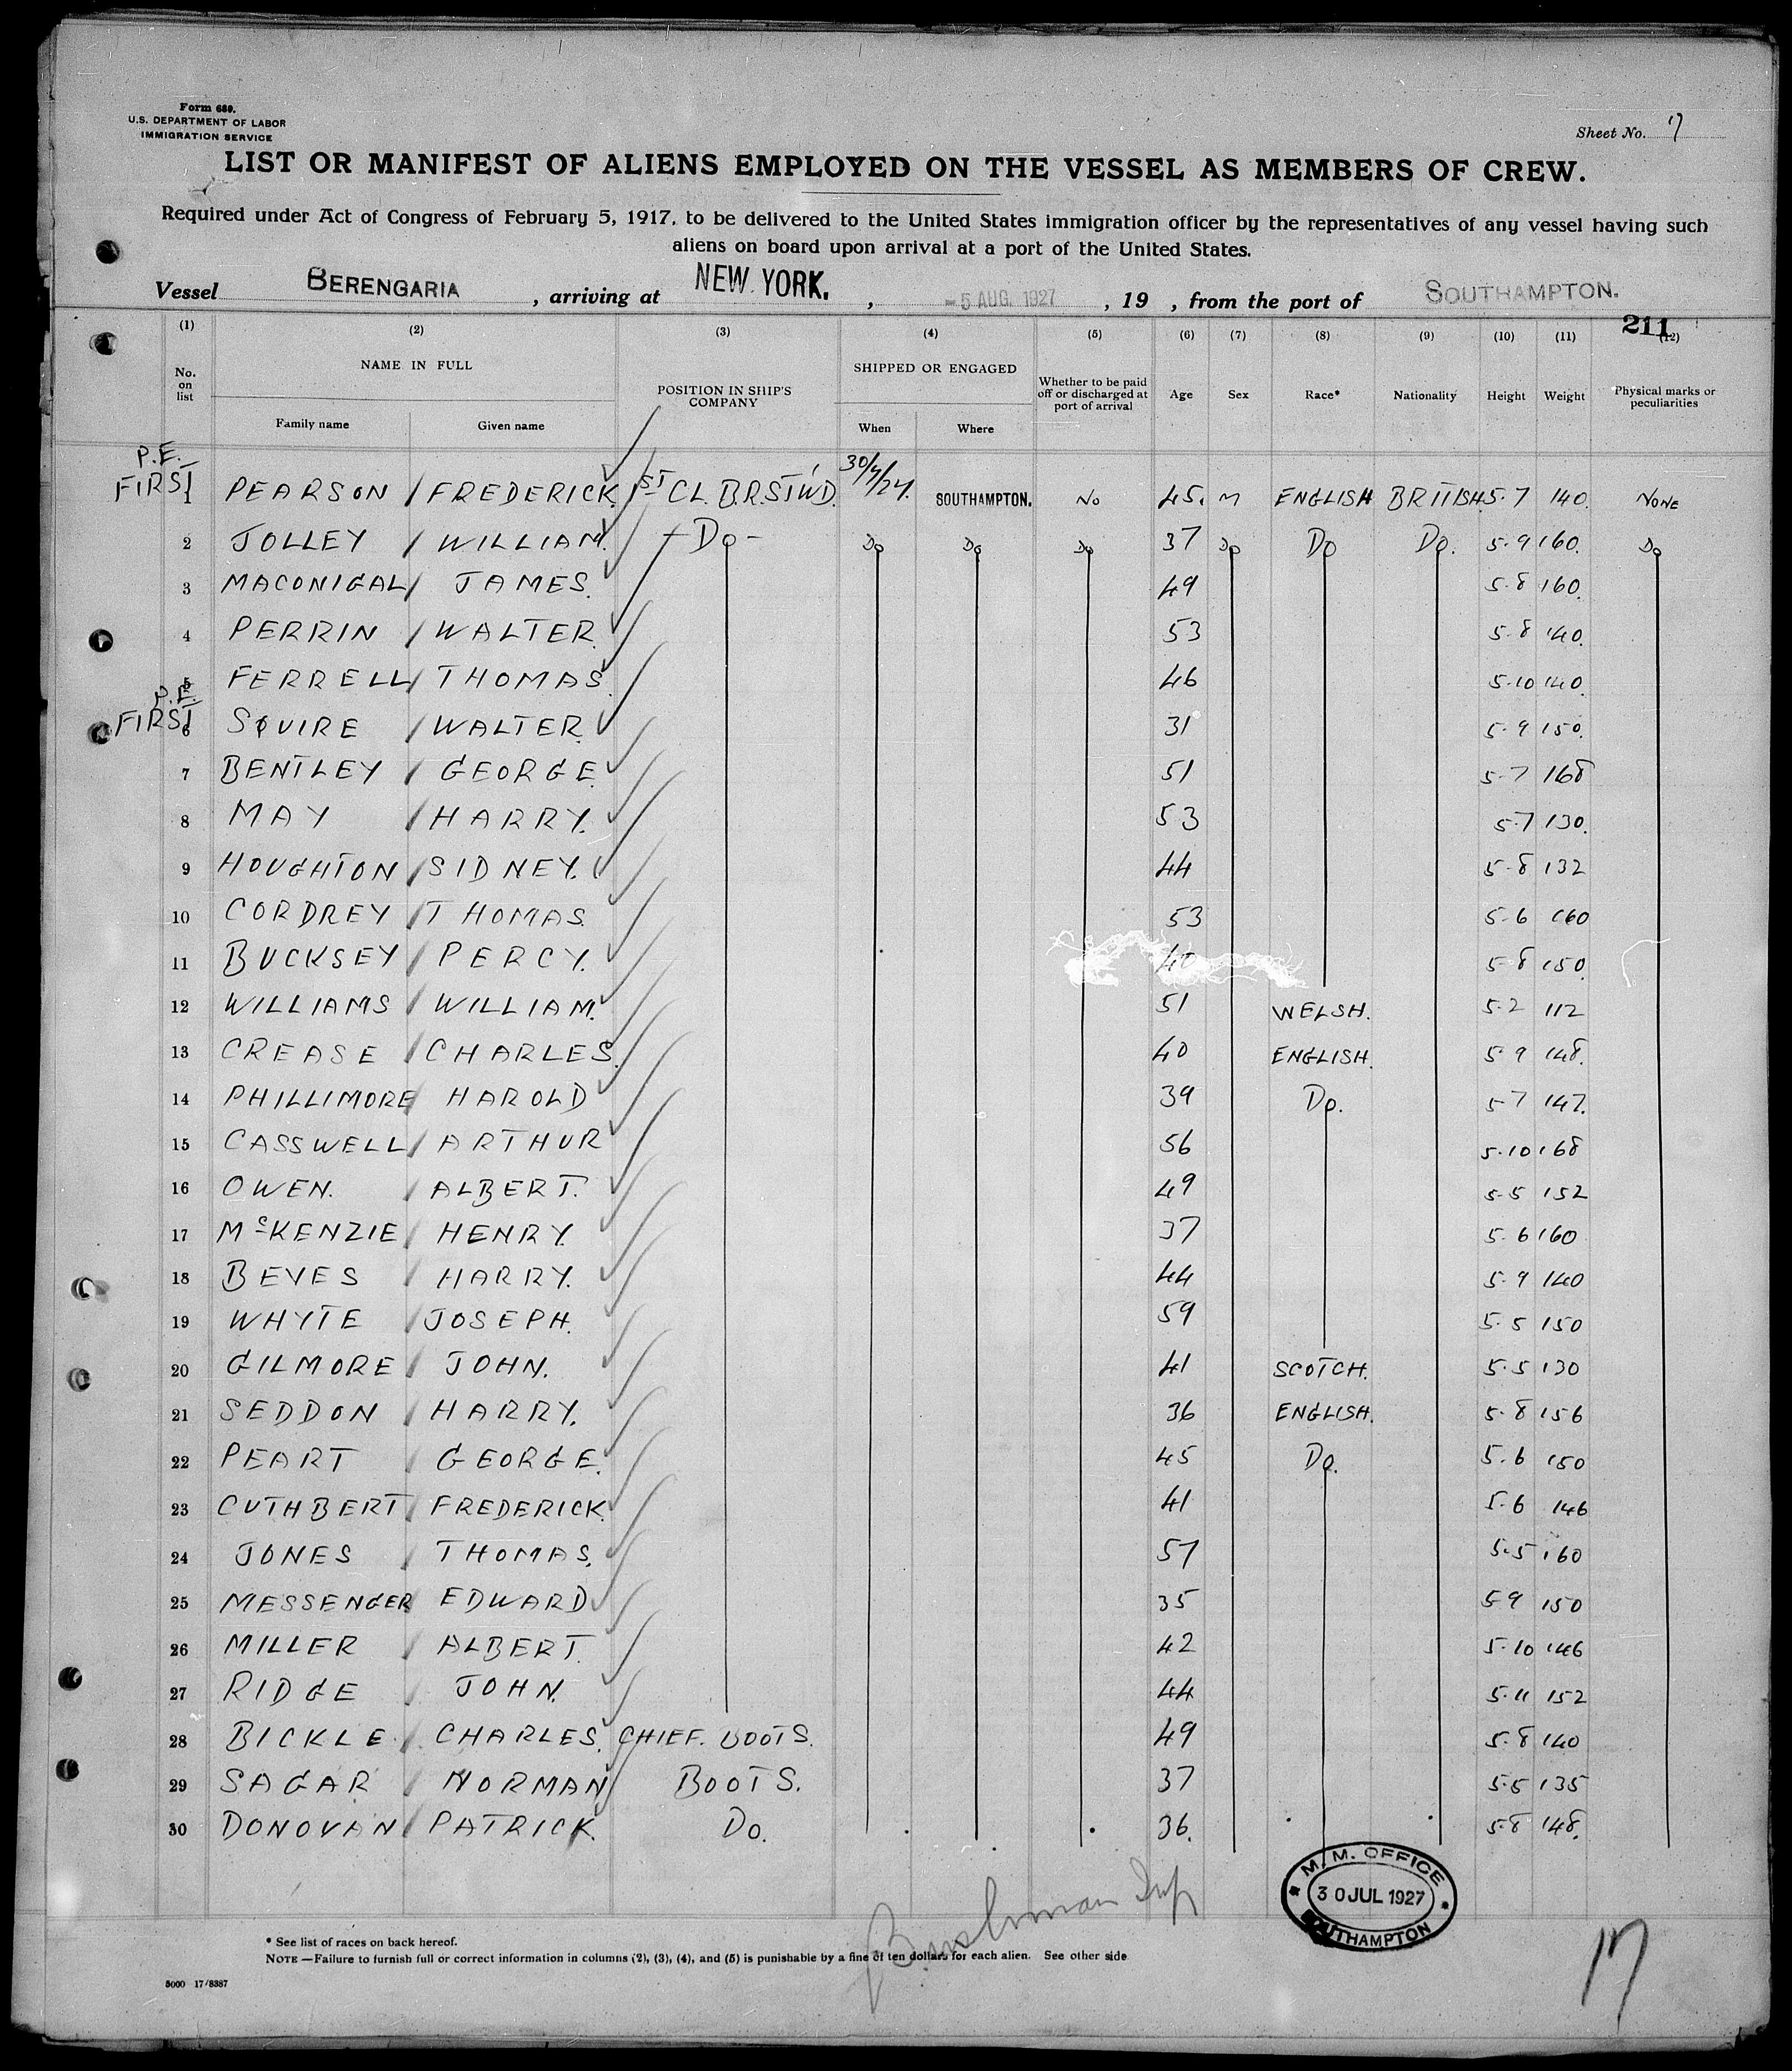 Form 689.
U.S. DEPARTMENT OF LABOR
IMMIGRATION SERVICE
Sheet No. 7
LIST OR MANIFEST OF ALIENS EMPLOYED ON THE VESSEL AS MEMBERS OF CREW.
Required under Act of Congress of February 5, 1917, to be delivered to the United States immigration officer by the representatives of any vessel having such
aliens on board upon arrival at a port of the United States.
Vessel BERENGARIA , arriving at NEW YORK. , -5 AUG. 1927 , 19 , from the port of SOUTHAMPTON.
211
(1) (2) (3) (4) (5) (6) (7) (8) (9) (10) (11) (12)
No. on list NAME IN FULL Family name Given name POSITION IN SHIP'S COMPANY SHIPPED OR ENGAGED When Where Whether to be paid off or discharged at port of arrival Age Sex Race* Nationality Height Weight Physical marks or peculiarities
P.E. FIRST
1 PEARSON FREDERICK. 1ST CL. B.R. STWD. 30/7/27. SOUTHAMPTON. No 45. M ENGLISH BRITISH. 5.7 140. NONE
2 JOLLEY WILLIAM. - Do - Do Do Do 37 Do Do Do. 5.9 160. Do
3 MACONIGAL JAMES. 49 5.8 160.
4 PERRIN WALTER. 53 5.8 140.
5 FERRELL THOMAS. 46 5.10 140.
P.E. FIRST
6 SQUIRE WALTER. 31 5.9 150.
7 BENTLEY GEORGE. 51 5.7 168
8 MAY HARRY. 53 5.7 130.
9 HOUGHTON SIDNEY. 44 5.8 132
10 CORDREY THOMAS. 53 5.6 160
11 BUCKSEY PERCY. 40 5.8 150.
12 WILLIAMS WILLIAM. 51 WELSH. 5.2 112
13 CREASE CHARLES. 40 ENGLISH. 5.9 148.
14 PHILLIMORE HAROLD 39 Do. 5.7 147.
15 CASSWELL ARTHUR 56 5.10 168
16 OWEN. ALBERT. 49 5.5 152
17 McKENZIE HENRY. 37 5.6 160
18 BEVES HARRY. 44 5.9 140
19 WHYTE JOSEPH. 59 5.5 150
20 GILMORE JOHN. 41 SCOTCH. 5.5 130
21 SEDDON HARRY. 36 ENGLISH. 5.8 156
22 PEART GEORGE. 45 Do. 5.6 150
23 CUTHBERT FREDERICK. 41 5.6 146
24 JONES THOMAS. 57 5.5 160
25 MESSENGER EDWARD 35 5.9 150
26 MILLER ALBERT. 42 5.10 146
27 RIDGE JOHN. 44 5.11 152
28 BICKLE CHARLES. CHIEF. BOOTS. 49 5.8 140
29 SAGAR NORMAN BOOTS. 37 5.5 135
30 DONOVAN PATRICK. Do. 36. 5.8 148.
M.M. OFFICE
30 JUL 1927
SOUTHAMPTON
* See list of races on back hereof.
NOTE —Failure to furnish full or correct information in columns (2), (3), (4), and (5) is punishable by a fine of ten dollars for each alien. See other side
5000 17/8387
17